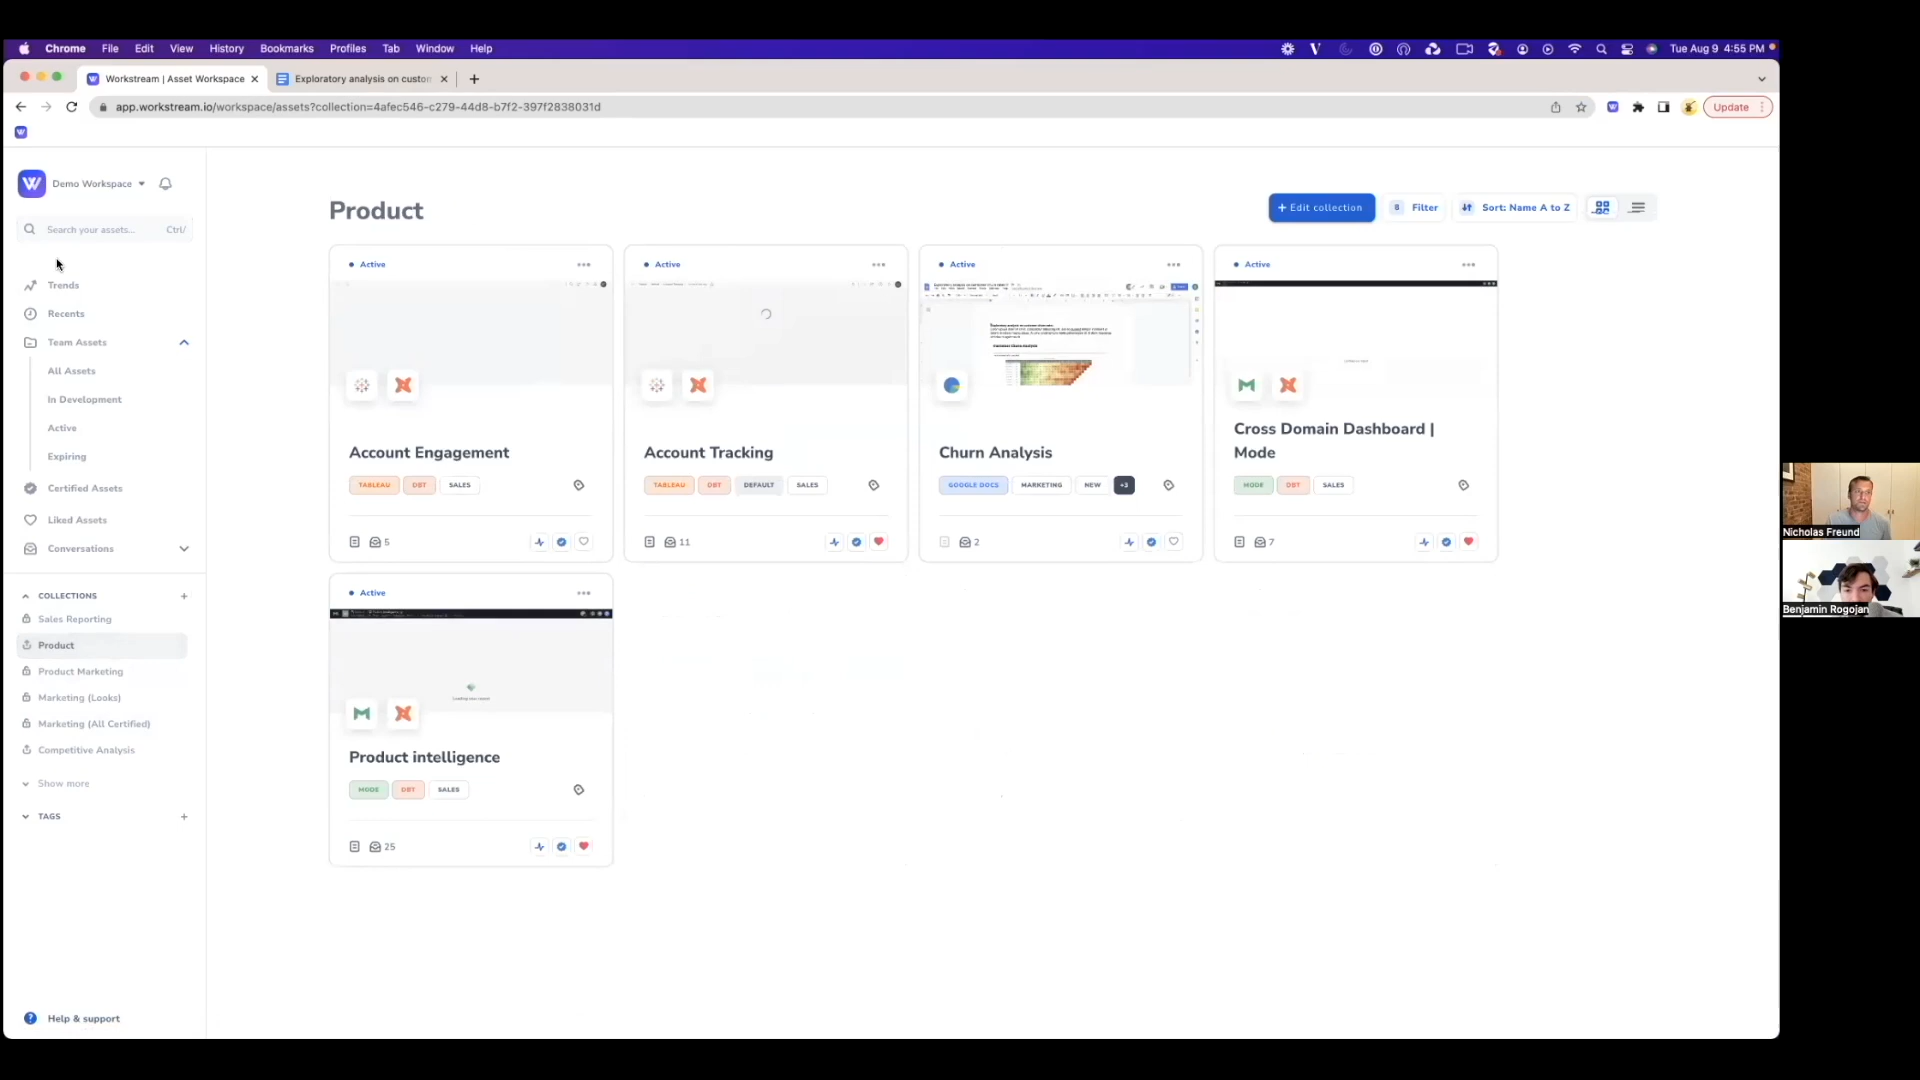 Chrome File Edit View History Bookmarks Profiles Tab Window Help Tue Aug 9 4:55 PM
Workstream | Asset Workspace Exploratory analysis on custom
app.workstream.io/workspace/assets?collection=4afec546-c279-44d8-b7f2-397f2838031d Update
Demo Workspace
Search your assets... Ctrl/
Trends
Recents
Team Assets
All Assets
In Development
Active
Expiring
Certified Assets
Liked Assets
Conversations
COLLECTIONS
Sales Reporting
Product
Product Marketing
Marketing (Looks)
Marketing (All Certified)
Competitive Analysis
Show more
TAGS
Help & support
Product
+ Edit collection 8 Filter Sort: Name A to Z
Active
Account Engagement
TABLEAU DBT SALES
5
Active
Account Tracking
TABLEAU DBT DEFAULT SALES
11
Active
Churn Analysis
GOOGLE DOCS MARKETING NEW +3
2
Active
Cross Domain Dashboard |
Mode
MODE DBT SALES
7
Active
Product intelligence
MODE DBT SALES
25
Nicholas Freund
Benjamin Rogojan